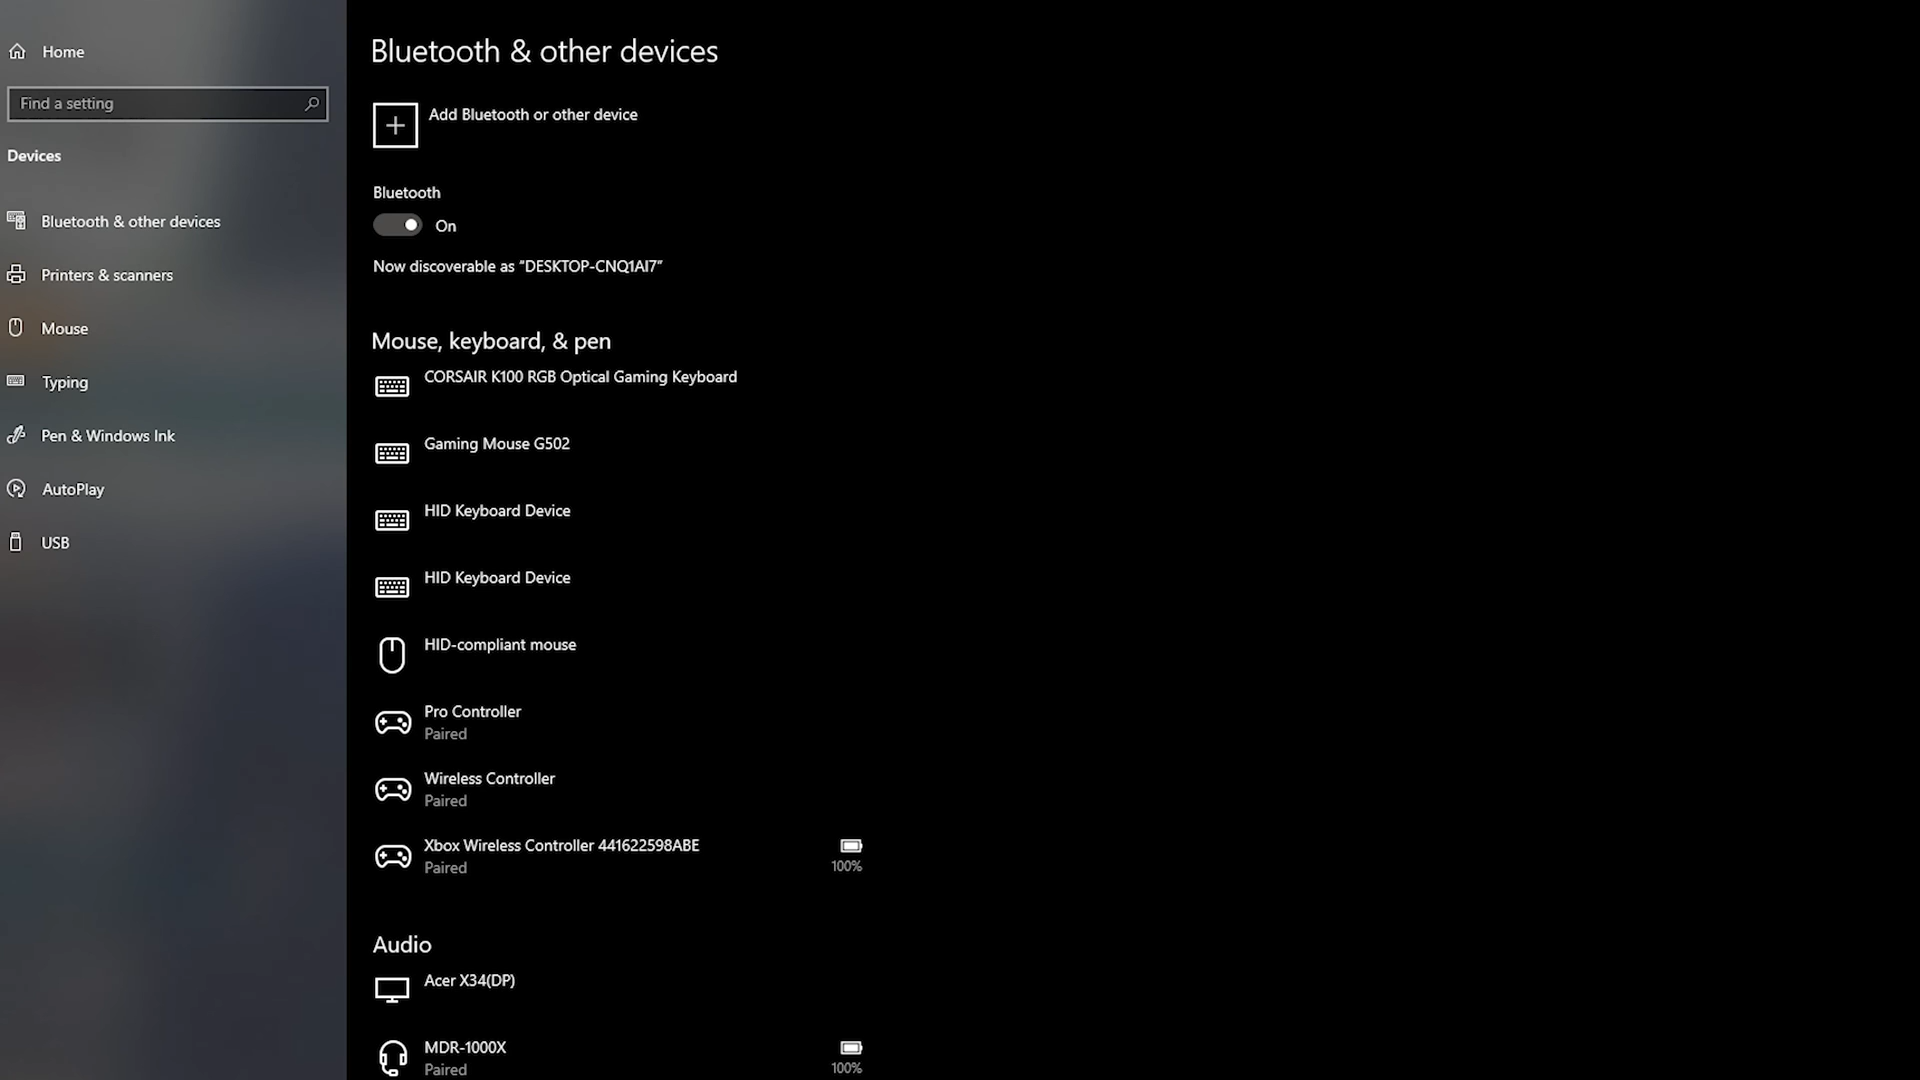 Home
Find a setting
Devices
Bluetooth & other devices
Printers & scanners
Mouse
Typing
Pen & Windows Ink
AutoPlay
USB
Bluetooth & other devices
Add Bluetooth or other device
Bluetooth
On
Now discoverable as “DESKTOP-CNQ1AI7”
Mouse, keyboard, & pen
CORSAIR K100 RGB Optical Gaming Keyboard
Gaming Mouse G502
HID Keyboard Device
HID Keyboard Device
HID-compliant mouse
Pro Controller
Paired
Wireless Controller
Paired
Xbox Wireless Controller 441622598ABE
Paired
100%
Audio
Acer X34(DP)
MDR-1000X
Paired
100%